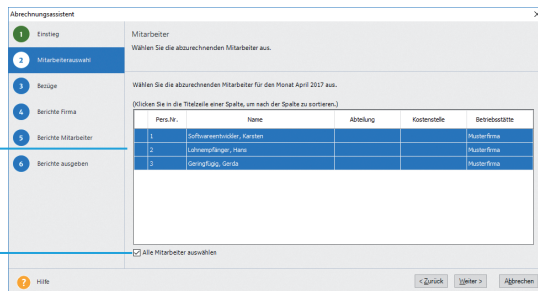 Abrechnungsassistent
1 Einstieg
2 Mitarbeiterauswahl
3 Bezüge
4 Berichte Firma
5 Berichte Mitarbeiter
6 Berichte ausgeben
Mitarbeiter
Wählen Sie die abzurechnenden Mitarbeiter aus.
Wählen Sie die abzurechnenden Mitarbeiter für den Monat April 2017 aus.
(Klicken Sie in die Titelzeile einer Spalte, um nach der Spalte zu sortieren.)
Pers.Nr. Name Abteilung Kostenstelle Betriebsstätte
1 Softwareentwickler, Karsten Musterfirma
2 Lohnempfänger, Hans Musterfirma
3 Geringfügig, Gerda Musterfirma
Alle Mitarbeiter auswählen
? Hilfe
< Zurück Weiter > Abbrechen